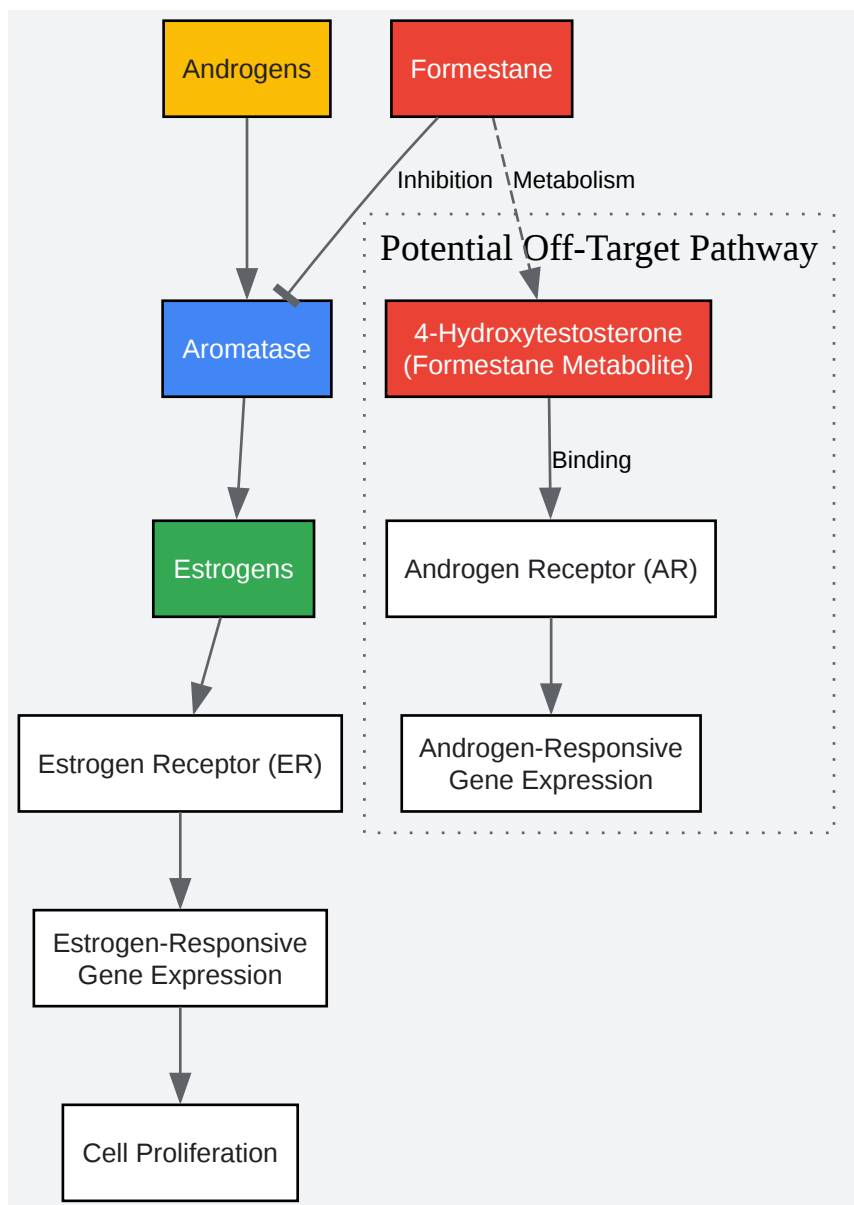 Androgens
Formestane
Inhibition
Metabolism
Potential Off-Target Pathway
Aromatase
4-Hydroxytestosterone
(Formestane Metabolite)
Binding
Estrogens
Androgen Receptor (AR)
Estrogen Receptor (ER)
Androgen-Responsive
Gene Expression
Estrogen-Responsive
Gene Expression
Cell Proliferation